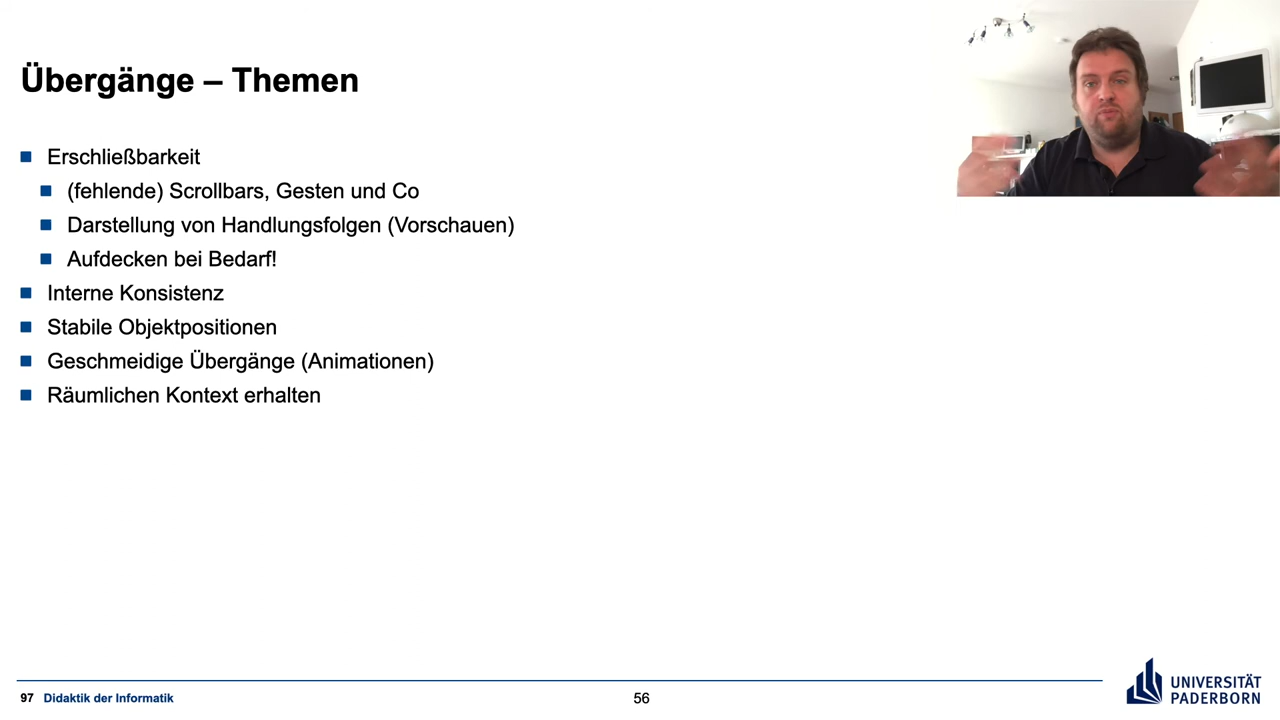 Übergänge – Themen
Erschließbarkeit
(fehlende) Scrollbars, Gesten und Co
Darstellung von Handlungsfolgen (Vorschauen)
Aufdecken bei Bedarf!
Interne Konsistenz
Stabile Objektpositionen
Geschmeidige Übergänge (Animationen)
Räumlichen Kontext erhalten
97 Didaktik der Informatik
56
UNIVERSITÄT
PADERBORN